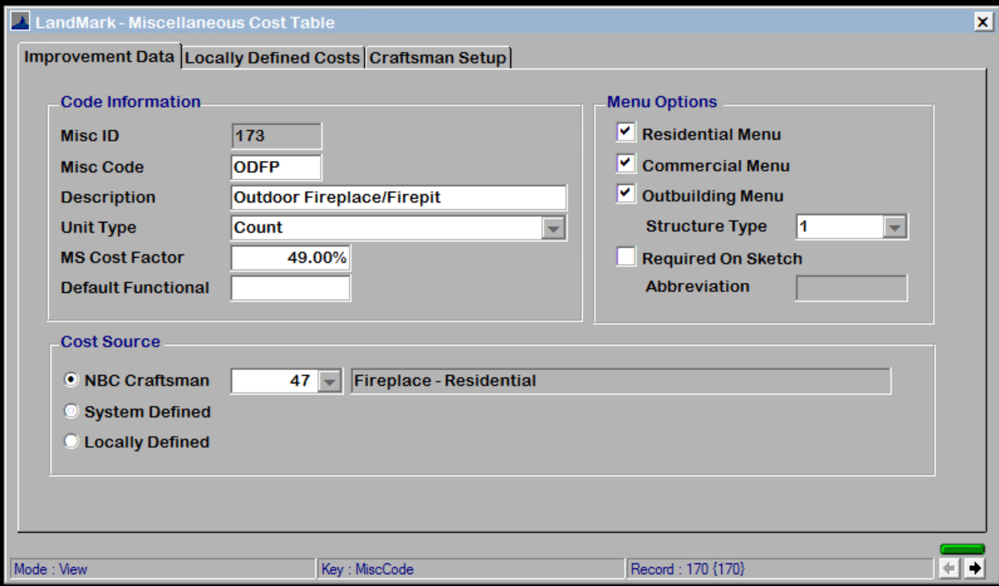 LandMark - Miscellaneous Cost Table
Improvement Data Locally Defined Costs Craftsman Setup
Code Information
Misc ID 173
Misc Code ODFP
Description Outdoor Fireplace/Firepit
Unit Type Count
MS Cost Factor 49.00%
Default Functional
Menu Options
Residential Menu
Commercial Menu
Outbuilding Menu
Structure Type 1
Required On Sketch
Abbreviation
Cost Source
NBC Craftsman 47 Fireplace - Residential
System Defined
Locally Defined
Mode : View Key : MiscCode Record : 170 {170}